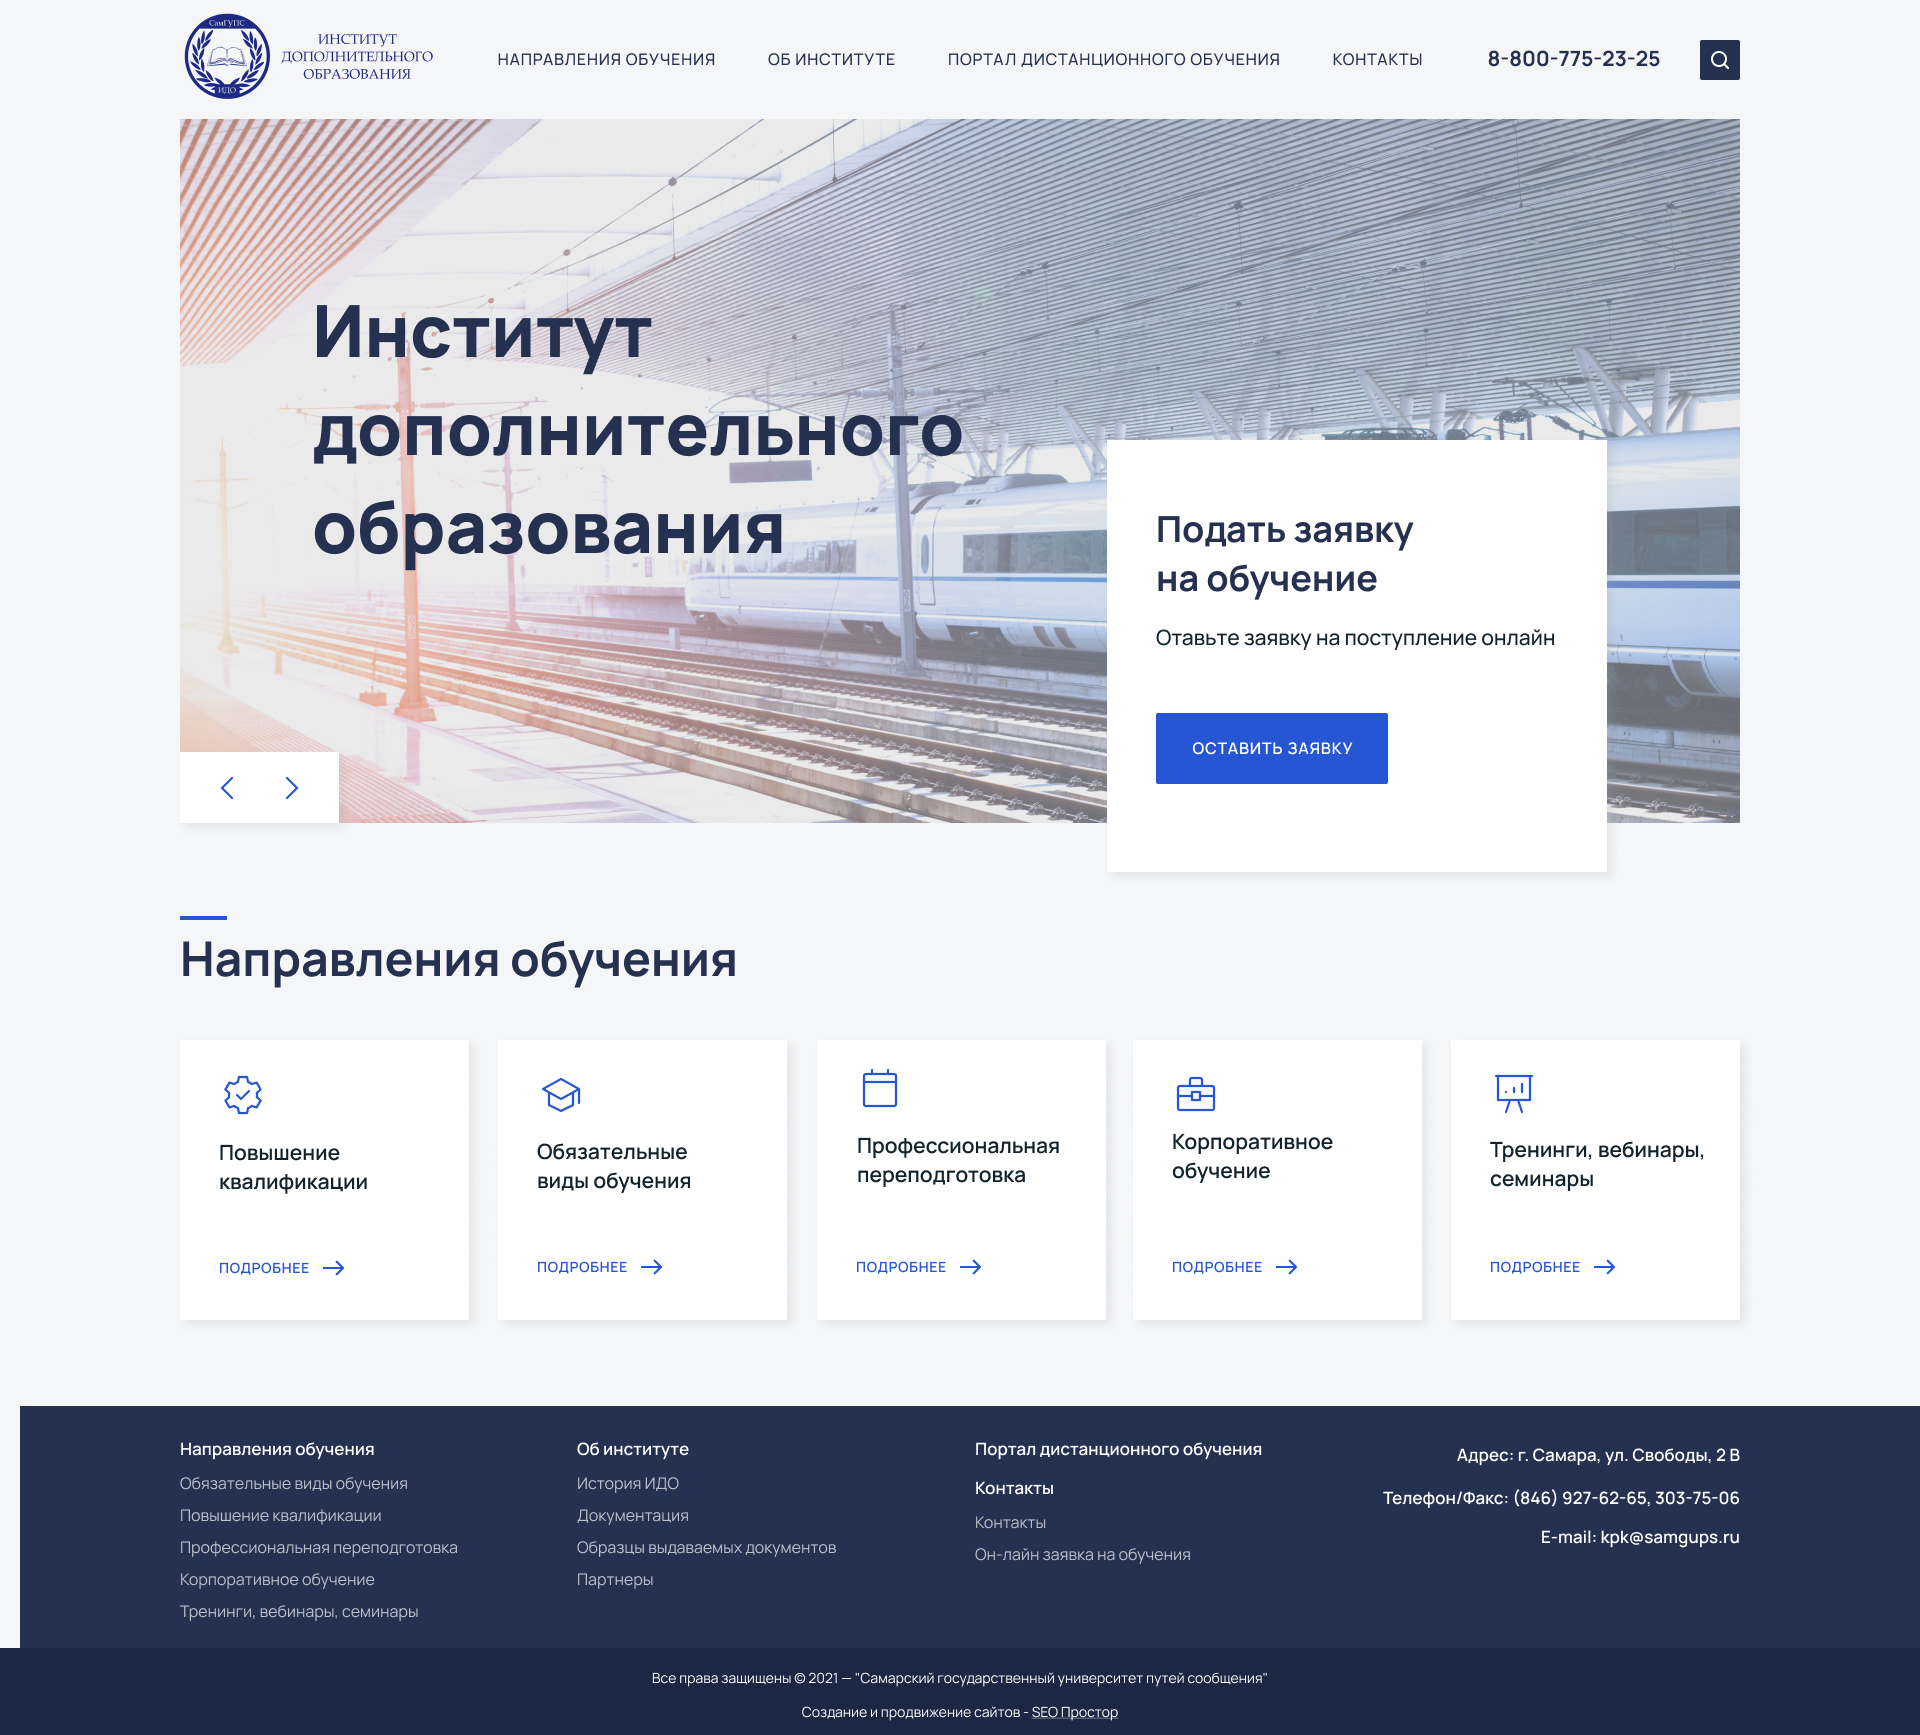 СамГУПС
ИДО
ИНСТИТУТ
ДОПОЛНИТЕЛЬНОГО
ОБРАЗОВАНИЯ
НАПРАВЛЕНИЯ ОБУЧЕНИЯ
ОБ ИНСТИТУТЕ
ПОРТАЛ ДИСТАНЦИОННОГО ОБУЧЕНИЯ
КОНТАКТЫ
8-800-775-23-25
Институт
дополнительного
образования
Подать заявку
на обучение
Отавьте заявку на поступление онлайн
ОСТАВИТЬ ЗАЯВКУ
Направления обучения
Повышение
квалификации
ПОДРОБНЕЕ
Обязательные
виды обучения
ПОДРОБНЕЕ
Профессиональная
переподготовка
ПОДРОБНЕЕ
Корпоративное
обучение
ПОДРОБНЕЕ
Тренинги, вебинары,
семинары
ПОДРОБНЕЕ
Направления обучения
Обязательные виды обучения
Повышение квалификации
Профессиональная переподготовка
Корпоративное обучение
Тренинги, вебинары, семинары
Об институте
История ИДО
Документация
Образцы выдаваемых документов
Партнеры
Портал дистанционного обучения
Контакты
Контакты
Он-лайн заявка на обучения
Адрес: г. Самара, ул. Свободы, 2 В
Телефон/Факс: (846) 927-62-65, 303-75-06
E-mail: kpk@samgups.ru
Все права защищены © 2021 — "Самарский государственный университет путей сообщения"
Создание и продвижение сайтов - SEO Простор